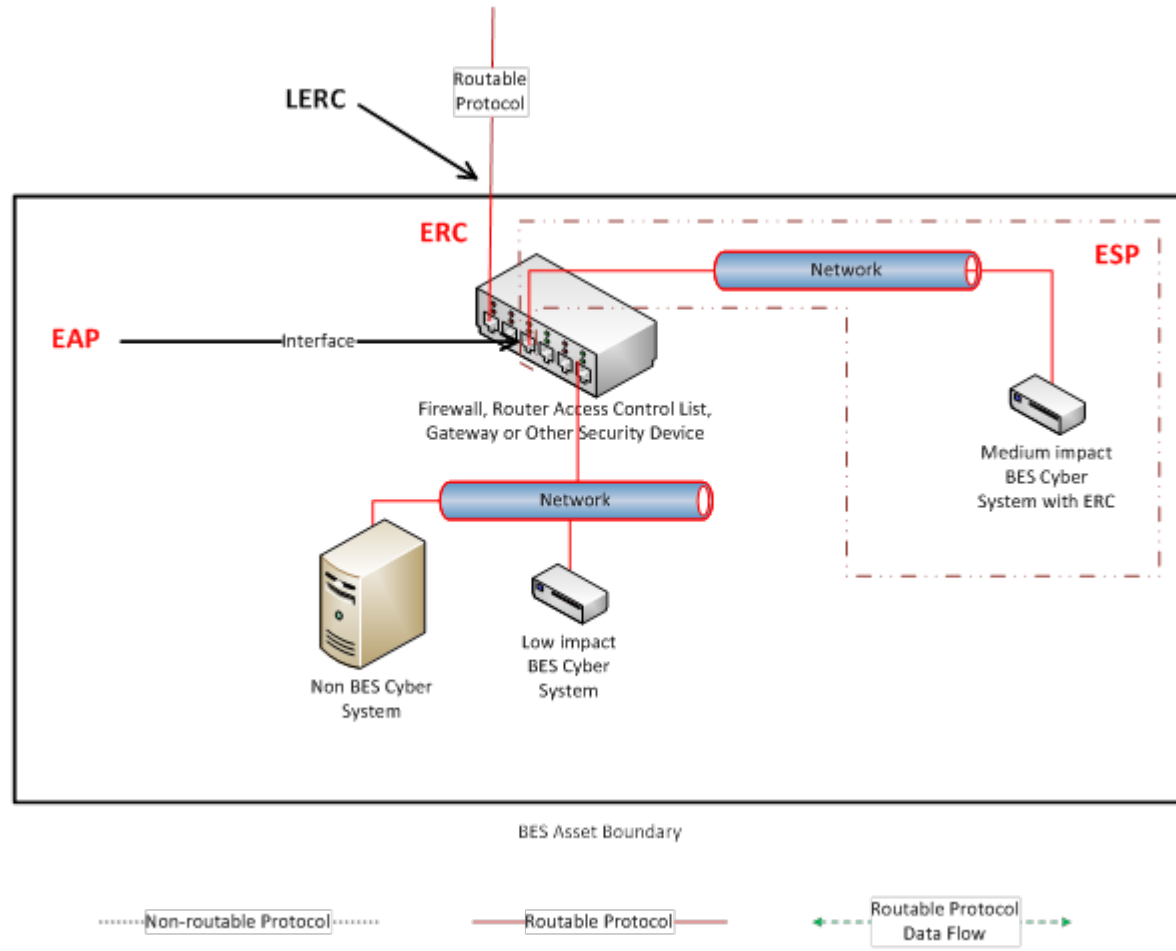 Routable
Protocol
LERC
ERC
Network
ESP
EAP
Interface
Firewall, Router Access Control List,
Gateway or Other Security Device
Medium impact
BES Cyber
System with ERC
Network
Low impact
BES Cyber
System
Non BES Cyber
System
BES Asset Boundary
Non-routable Protocol
Routable Protocol
Routable Protocol
Data Flow